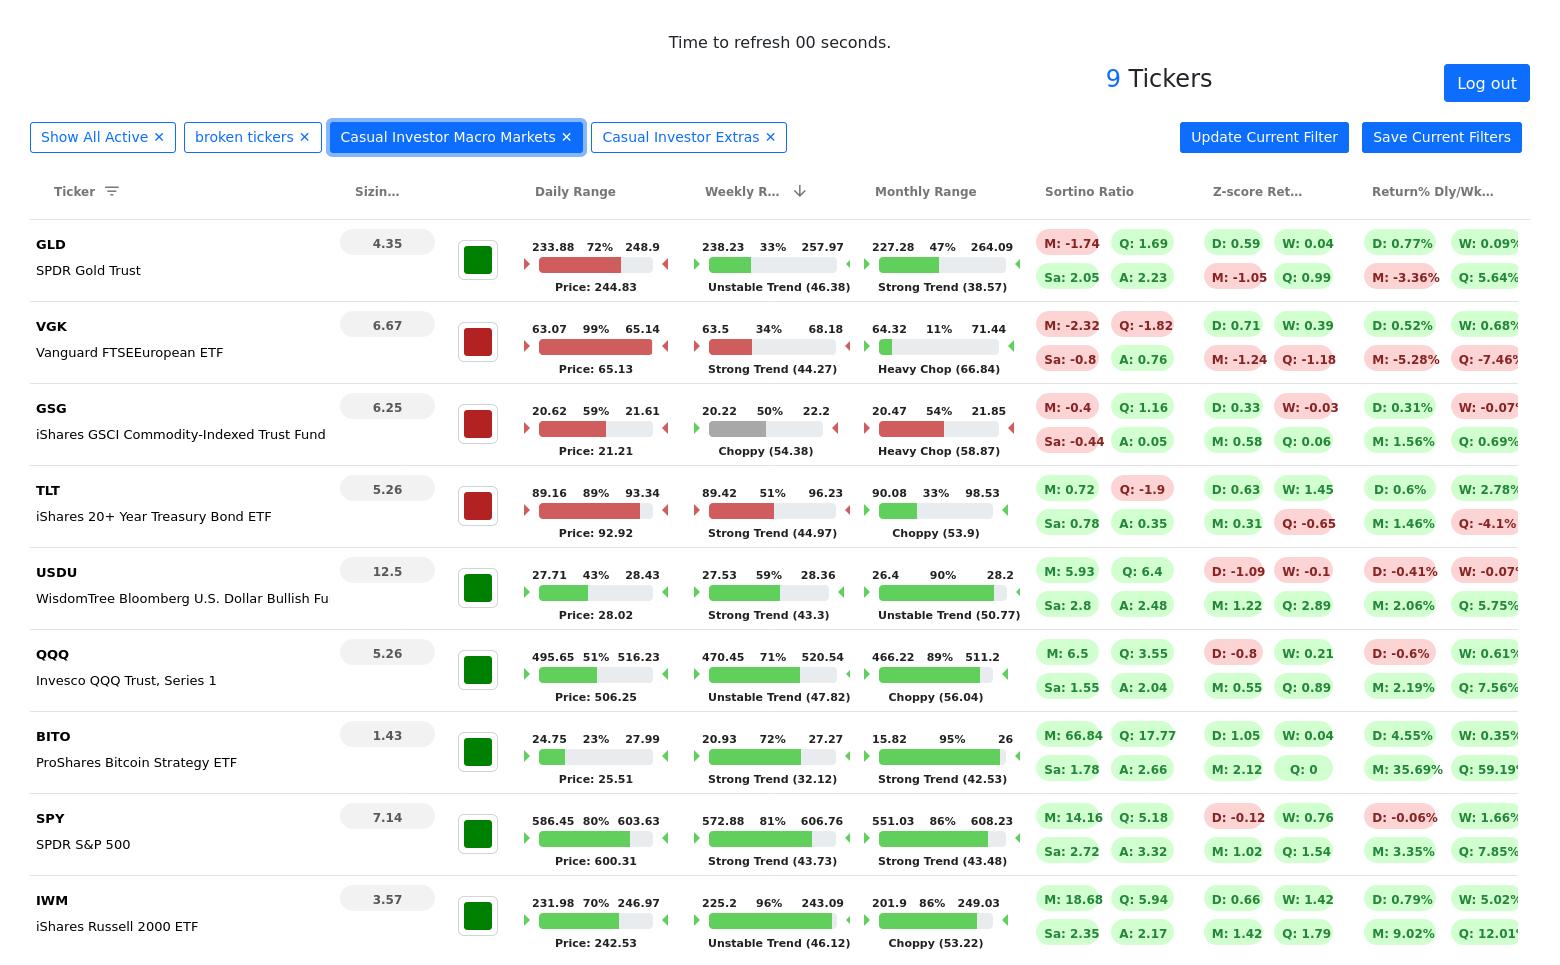 Time to refresh 00 seconds.
9 Tickers
Log out
Show All Active ✕
broken tickers ✕
Casual Investor Macro Markets ✕
Casual Investor Extras ✕
Update Current Filter
Save Current Filters
Ticker
Sizin...
Daily Range
Weekly R...
Monthly Range
Sortino Ratio
Z-score Ret...
Return% Dly/Wk...
GLD 4.35 233.88 72% 248.9 238.23 33% 257.97 227.28 47% 264.09 M: -1.74 Q: 1.69 D: 0.59 W: 0.04 D: 0.77% W: 0.09%
SPDR Gold Trust Sa: 2.05 A: 2.23 M: -1.05 Q: 0.99 M: -3.36% Q: 5.64%
Price: 244.83 Unstable Trend (46.38) Strong Trend (38.57)
VGK 6.67 63.07 99% 65.14 63.5 34% 68.18 64.32 11% 71.44 M: -2.32 Q: -1.82 D: 0.71 W: 0.39 D: 0.52% W: 0.68%
Vanguard FTSEEuropean ETF Sa: -0.8 A: 0.76 M: -1.24 Q: -1.18 M: -5.28% Q: -7.46%
Price: 65.13 Strong Trend (44.27) Heavy Chop (66.84)
GSG 6.25 20.62 59% 21.61 20.22 50% 22.2 20.47 54% 21.85 M: -0.4 Q: 1.16 D: 0.33 W: -0.03 D: 0.31% W: -0.07%
iShares GSCI Commodity-Indexed Trust Fund Sa: -0.44 A: 0.05 M: 0.58 Q: 0.06 M: 1.56% Q: 0.69%
Price: 21.21 Choppy (54.38) Heavy Chop (58.87)
TLT 5.26 89.16 89% 93.34 89.42 51% 96.23 90.08 33% 98.53 M: 0.72 Q: -1.9 D: 0.63 W: 1.45 D: 0.6% W: 2.78%
iShares 20+ Year Treasury Bond ETF Sa: 0.78 A: 0.35 M: 0.31 Q: -0.65 M: 1.46% Q: -4.1%
Price: 92.92 Strong Trend (44.97) Choppy (53.9)
USDU 12.5 27.71 43% 28.43 27.53 59% 28.36 26.4 90% 28.2 M: 5.93 Q: 6.4 D: -1.09 W: -0.1 D: -0.41% W: -0.07%
WisdomTree Bloomberg U.S. Dollar Bullish Fu Sa: 2.8 A: 2.48 M: 1.22 Q: 2.89 M: 2.06% Q: 5.75%
Price: 28.02 Strong Trend (43.3) Unstable Trend (50.77)
QQQ 5.26 495.65 51% 516.23 470.45 71% 520.54 466.22 89% 511.2 M: 6.5 Q: 3.55 D: -0.8 W: 0.21 D: -0.6% W: 0.61%
Invesco QQQ Trust, Series 1 Sa: 1.55 A: 2.04 M: 0.55 Q: 0.89 M: 2.19% Q: 7.56%
Price: 506.25 Unstable Trend (47.82) Choppy (56.04)
BITO 1.43 24.75 23% 27.99 20.93 72% 27.27 15.82 95% 26 M: 66.84 Q: 17.77 D: 1.05 W: 0.04 D: 4.55% W: 0.35%
ProShares Bitcoin Strategy ETF Sa: 1.78 A: 2.66 M: 2.12 Q: 0 M: 35.69% Q: 59.19%
Price: 25.51 Strong Trend (32.12) Strong Trend (42.53)
SPY 7.14 586.45 80% 603.63 572.88 81% 606.76 551.03 86% 608.23 M: 14.16 Q: 5.18 D: -0.12 W: 0.76 D: -0.06% W: 1.66%
SPDR S&P 500 Sa: 2.72 A: 3.32 M: 1.02 Q: 1.54 M: 3.35% Q: 7.85%
Price: 600.31 Strong Trend (43.73) Strong Trend (43.48)
IWM 3.57 231.98 70% 246.97 225.2 96% 243.09 201.9 86% 249.03 M: 18.68 Q: 5.94 D: 0.66 W: 1.42 D: 0.79% W: 5.02%
iShares Russell 2000 ETF Sa: 2.35 A: 2.17 M: 1.42 Q: 1.79 M: 9.02% Q: 12.01%
Price: 242.53 Unstable Trend (46.12) Choppy (53.22)